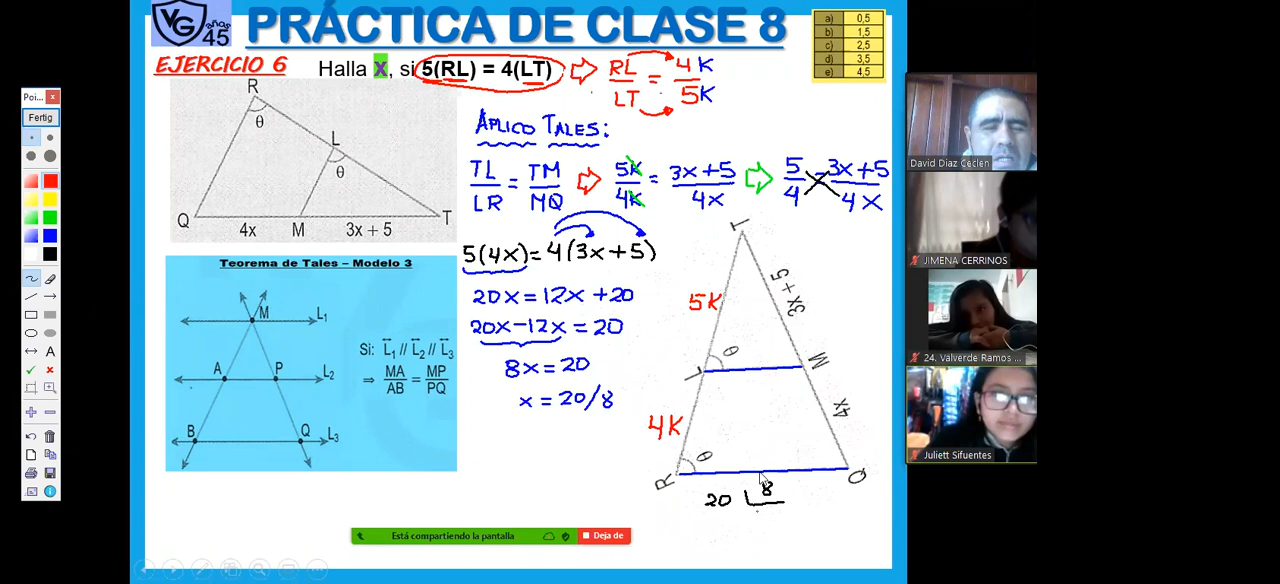 VG
años
45
PRÁCTICA DE CLASE 8
a) 0,5
b) 1,5
c) 2,5
d) 3,5
e) 4,5
EJERCICIO 6
Halla x, si 5(RL) = 4(LT) ⇨ RL/LT = 4K/5K
R
θ
L
θ
Q
M
T
4x
3x + 5
APLICO TALES:
TL/LR = TM/MQ ⇨ 5K/4K = 3x+5/4x ⇨ 5/4 = 3x+5/4x
5(4x) = 4(3x+5)
20x = 12x +20
20x-12x = 20
8x = 20
x = 20/8
Teorema de Tales – Modelo 3
M
L1
A
P
L2
B
Q
L3
Si: L1 // L2 // L3
⇒ MA/AB = MP/PQ
T
5K
3x+5
θ
L
M
4K
4x
θ
R
Q
20 8
Poi...
Fertig
A
Está compartiendo la pantalla
Deja de
David Diaz Ceclen
JIMENA CERRINOS
24. Valverde Ramos ...
Juliett Sifuentes